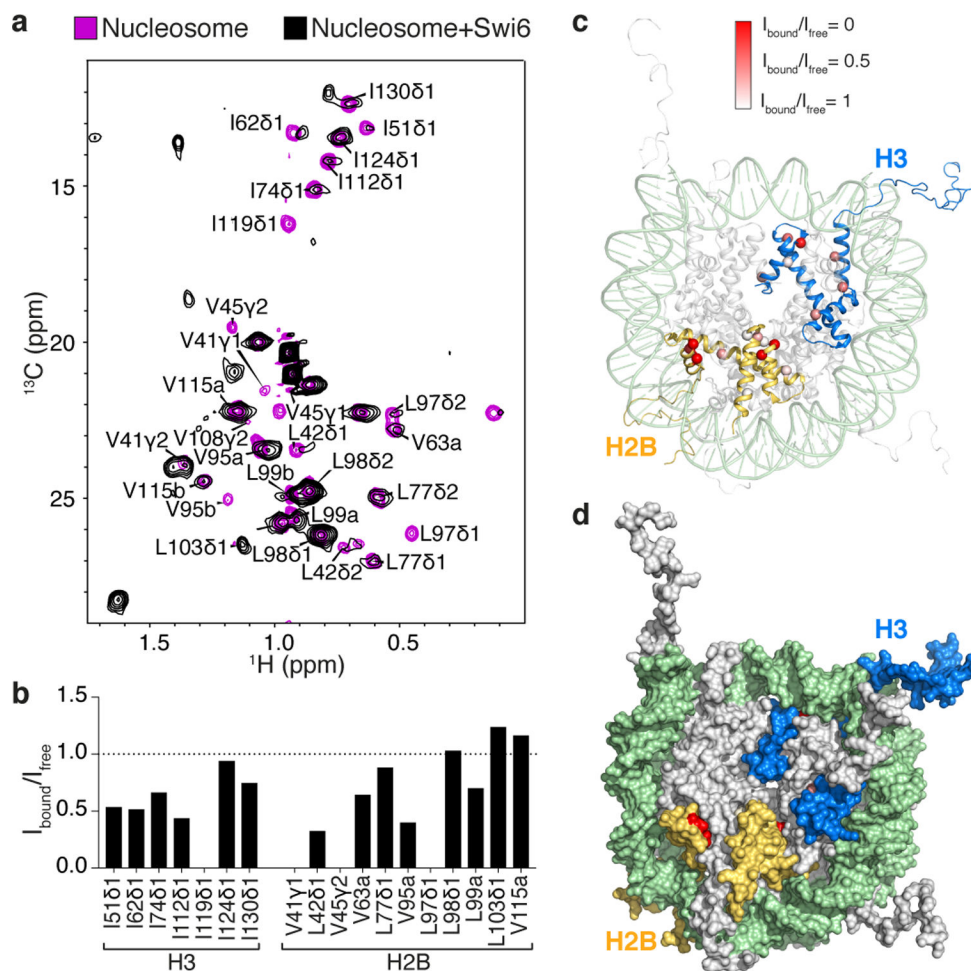 a
Nucleosome
Nucleosome+Swi6
I130δ1
I62δ1
I51δ1
I124δ1
I112δ1
I74δ1
I119δ1
V45γ2
V41γ1
V115a
V45γ1
L97δ2
V108γ2
L42δ1
V63a
V41γ2
V95a
L99b
L98δ2
V115b
L77δ2
V95b
L99a
L97δ1
L103δ1
L98δ1
L42δ2
L77δ1
15
20
25
¹³C (ppm)
1.5
1.0
0.5
¹H (ppm)
b
1.5
1.0
0.5
0.0
Ibound/Ifree
I51δ1
I62δ1
I74δ1
I112δ1
I119δ1
I124δ1
I130δ1
V41γ1
L42δ1
V45γ2
V63a
L77δ1
V95a
L97δ1
L98δ1
L99a
L103δ1
V115a
H3
H2B
c
Ibound/Ifree= 0
Ibound/Ifree= 0.5
Ibound/Ifree= 1
H3
H2B
d
H3
H2B